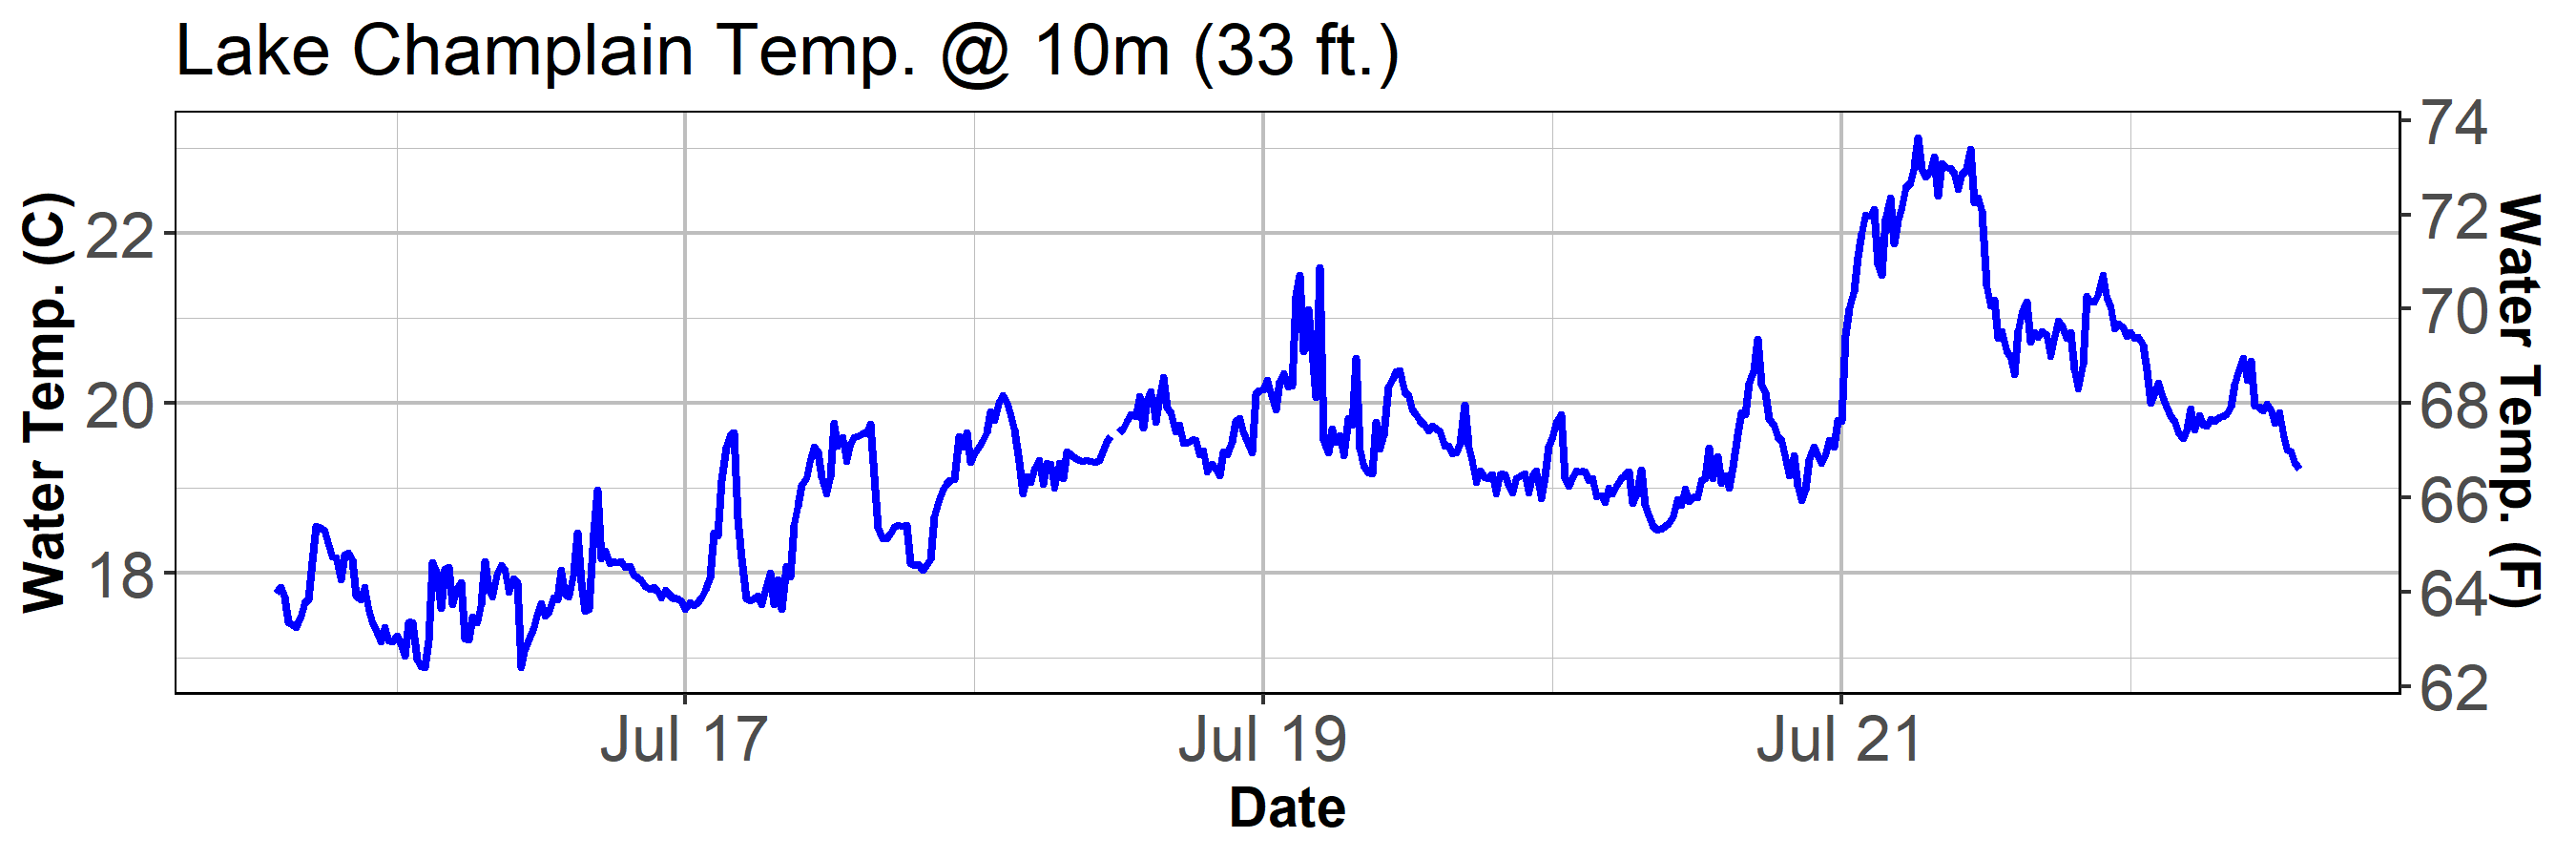 Lake Champlain Temp. @ 10m (33 ft.)
Water Temp. (C)
22
20
18
74
72
70
68
66
64
62
Water Temp. (F)
Jul 17
Jul 19
Jul 21
Date